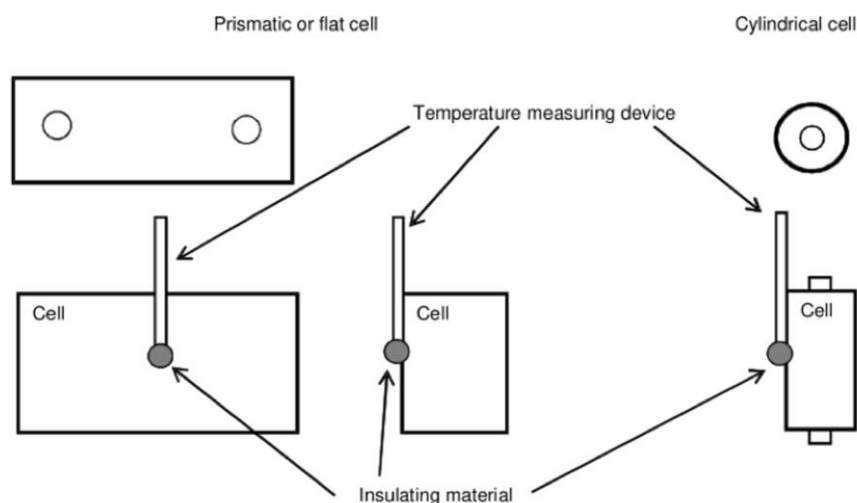 Prismatic or flat cell
Cylindrical cell
Temperature measuring device
Cell
Cell
Cell
Insulating material